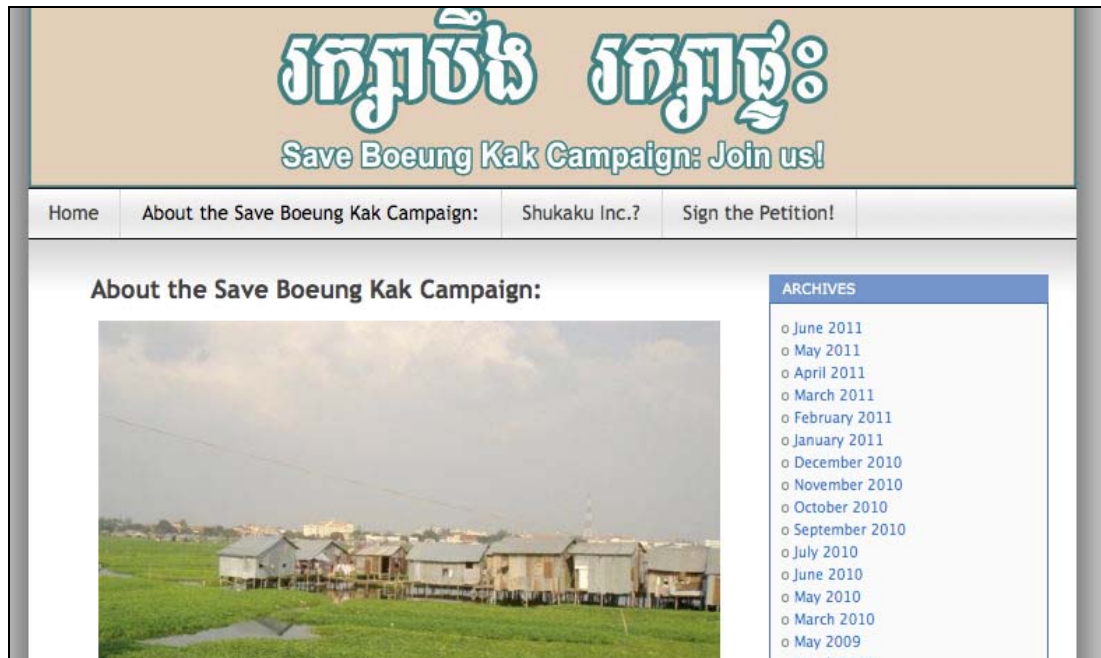 រក្សាបឹង រក្សាផ្ទះ
Save Boeung Kak Campaign: Join us!
Home About the Save Boeung Kak Campaign: Shukaku Inc.? Sign the Petition!
About the Save Boeung Kak Campaign:
ARCHIVES
o June 2011
o May 2011
o April 2011
o March 2011
o February 2011
o January 2011
o December 2010
o November 2010
o October 2010
o September 2010
o July 2010
o June 2010
o May 2010
o March 2010
o May 2009